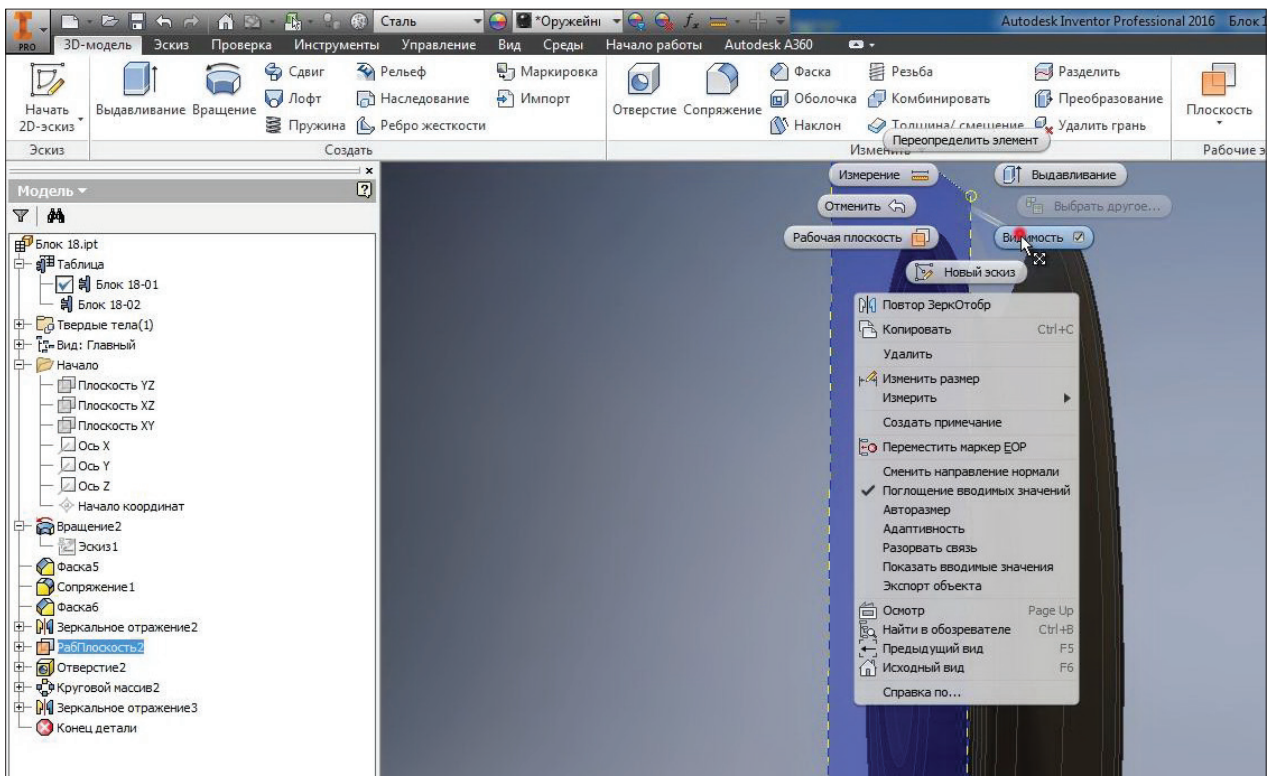 Сталь *Оружейнı fx Autodesk Inventor Professional 2016 Блок 1
PRO 3D-модель Эскиз Проверка Инструменты Управление Вид Среды Начало работы Autodesk A360
Начать 2D-эскиз Выдавливание Вращение
Сдвиг Рельеф Маркировка
Лофт Наследование Импорт
Пружина Ребро жесткости
Отверстие Сопряжение
Фаска Резьба Разделить
Оболочка Комбинировать Преобразование
Наклон Толщина/ смещение Удалить грань
Плоскость
Переопределить элемент
Эскиз Создать Рабочие э
Модель
Блок 18.ipt
Таблица
Блок 18-01
Блок 18-02
Твердые тела(1)
Вид: Главный
Начало
Плоскость YZ
Плоскость XZ
Плоскость XY
Ось X
Ось Y
Ось Z
Начало координат
Вращение2
Эскиз1
Фаска5
Сопряжение1
Фаска6
Зеркальное отражение2
РабПлоскость2
Отверстие2
Круговой массив2
Зеркальное отражение3
Конец детали
Измерение Выдавливание
Отменить Выбрать другое...
Рабочая плоскость Видимость
Новый эскиз
Повтор ЗеркОтобр
Копировать Ctrl+C
Удалить
Изменить размер
Измерить
Создать примечание
Переместить маркер EOP
Сменить направление нормали
Поглощение вводимых значений
Авторазмер
Адаптивность
Разорвать связь
Показать вводимые значения
Экспорт объекта
Осмотр Page Up
Найти в обозревателе Ctrl+B
Предыдущий вид F5
Исходный вид F6
Справка по...